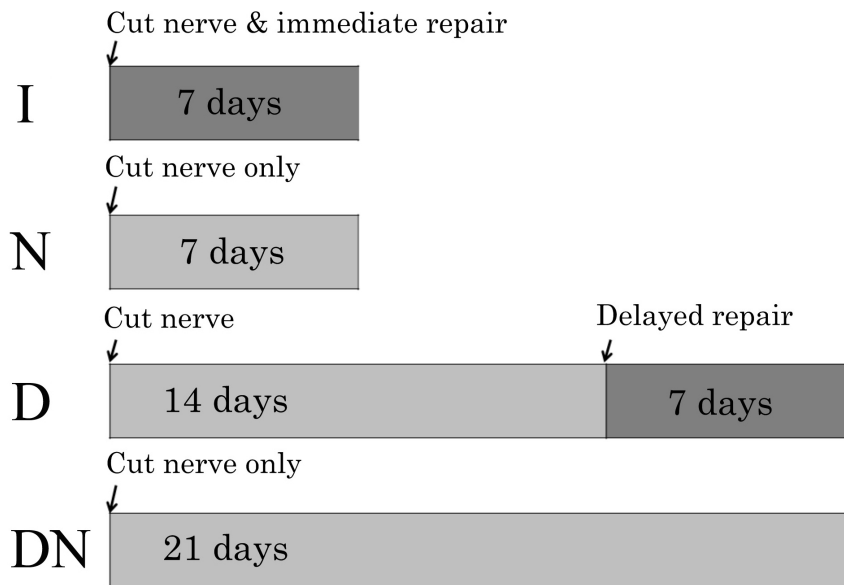 Cut nerve & immediate repair
I
7 days
Cut nerve only
N
7 days
Cut nerve
Delayed repair
D
14 days
7 days
Cut nerve only
DN
21 days